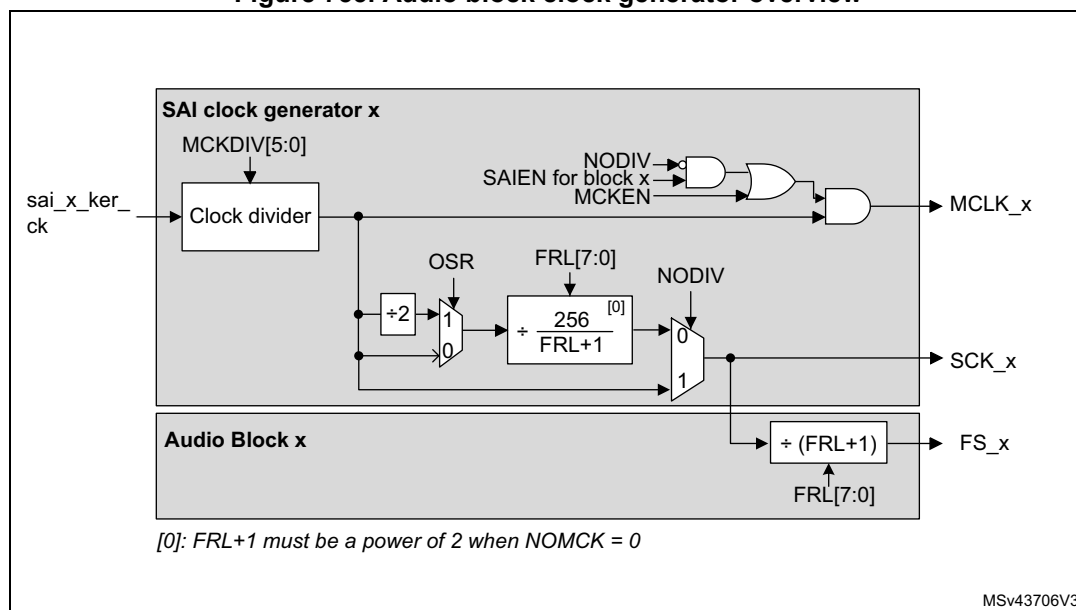 Figure 763. Audio block clock generator overview
SAI clock generator x
MCKDIV[5:0]
NODIV
SAIEN for block x
MCKEN
sai_x_ker_
ck
Clock divider
MCLK_x
OSR
FRL[7:0]
NODIV
÷2
1
0
÷ 256
FRL+1
[0]
0
1
SCK_x
Audio Block x
÷ (FRL+1)
FS_x
FRL[7:0]
[0]: FRL+1 must be a power of 2 when NOMCK = 0
MSv43706V3